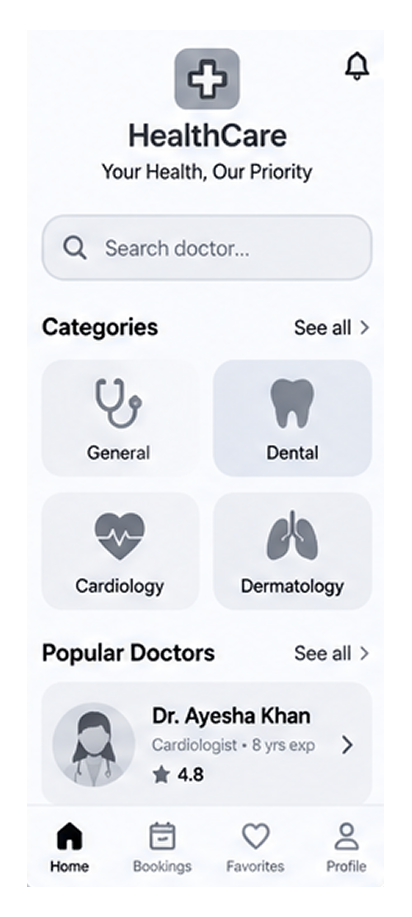 HealthCare
Your Health, Our Priority
Search doctor...
Categories
See all >
General
Dental
Cardiology
Dermatology
Popular Doctors
See all >
Dr. Ayesha Khan
Cardiologist • 8 yrs exp
★ 4.8
Home
Bookings
Favorites
Profile